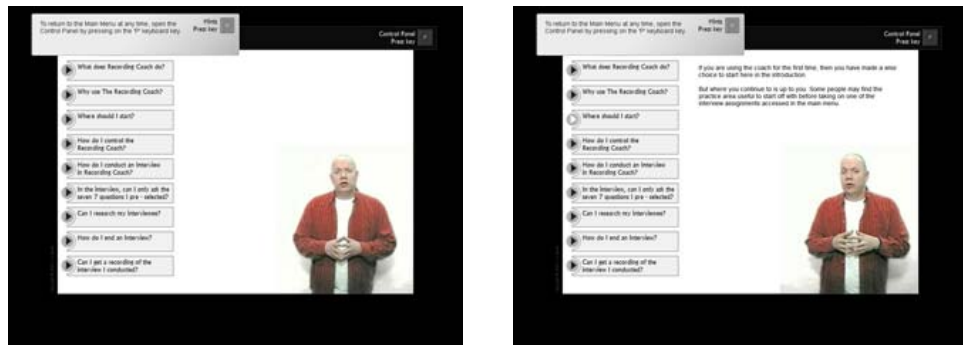 To return to the Main Menu at any time, open the
Control Panel by pressing on the 'P' keyboard key.
Hints
Press key
Control Panel
Press key
What does Recording Coach do?
Why use The Recording Coach?
Where should I start?
How do I control the
Recording Coach?
How do I conduct an Interview
in Recording Coach?
In the Interview, can I only ask the
seven 7 questions I pre - selected?
Can I research my Interviewee?
How do I end an Interview?
Can I get a recording of the
interview I conducted?
To return to the Main Menu at any time, open the
Control Panel by pressing on the 'P' keyboard key.
Hints
Press key
Control Panel
Press key
What does Recording Coach do?
Why use The Recording Coach?
Where should I start?
How do I control the
Recording Coach?
How do I conduct an Interview
in Recording Coach?
In the Interview, can I only ask the
seven 7 questions I pre - selected?
Can I research my Interviewee?
How do I end an Interview?
Can I get a recording of the
interview I conducted?
If you are using the coach for the first time, then you have made a wise
choice to start here in the introduction.
But where you continue to is up to you. Some people may find the
practice area useful to start off with before taking on one of the
interview assignments accessed in the main menu.